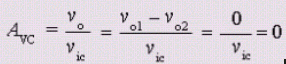 A_VC = v_o / v_ic = (v_o1 − v_o2) / v_ic = 0 / v_ic = 0